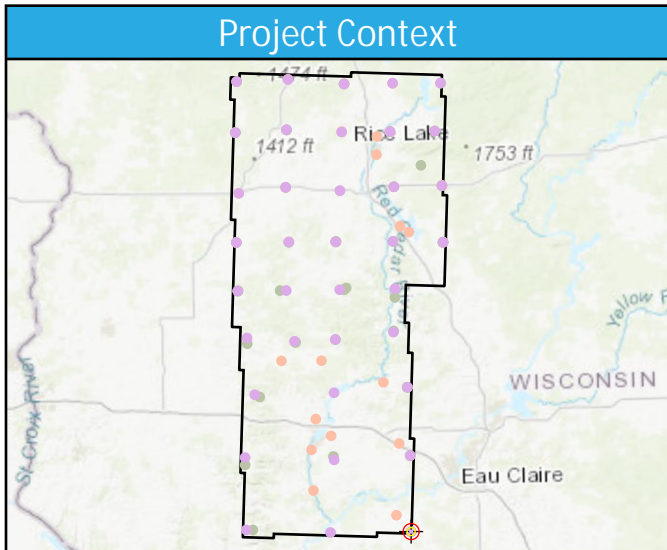 Project Context
1474 ft
Rice Lake
1412 ft
1753 ft
Red Cedar River
Yellow R
WISCONSIN
St Croix River
Eau Claire